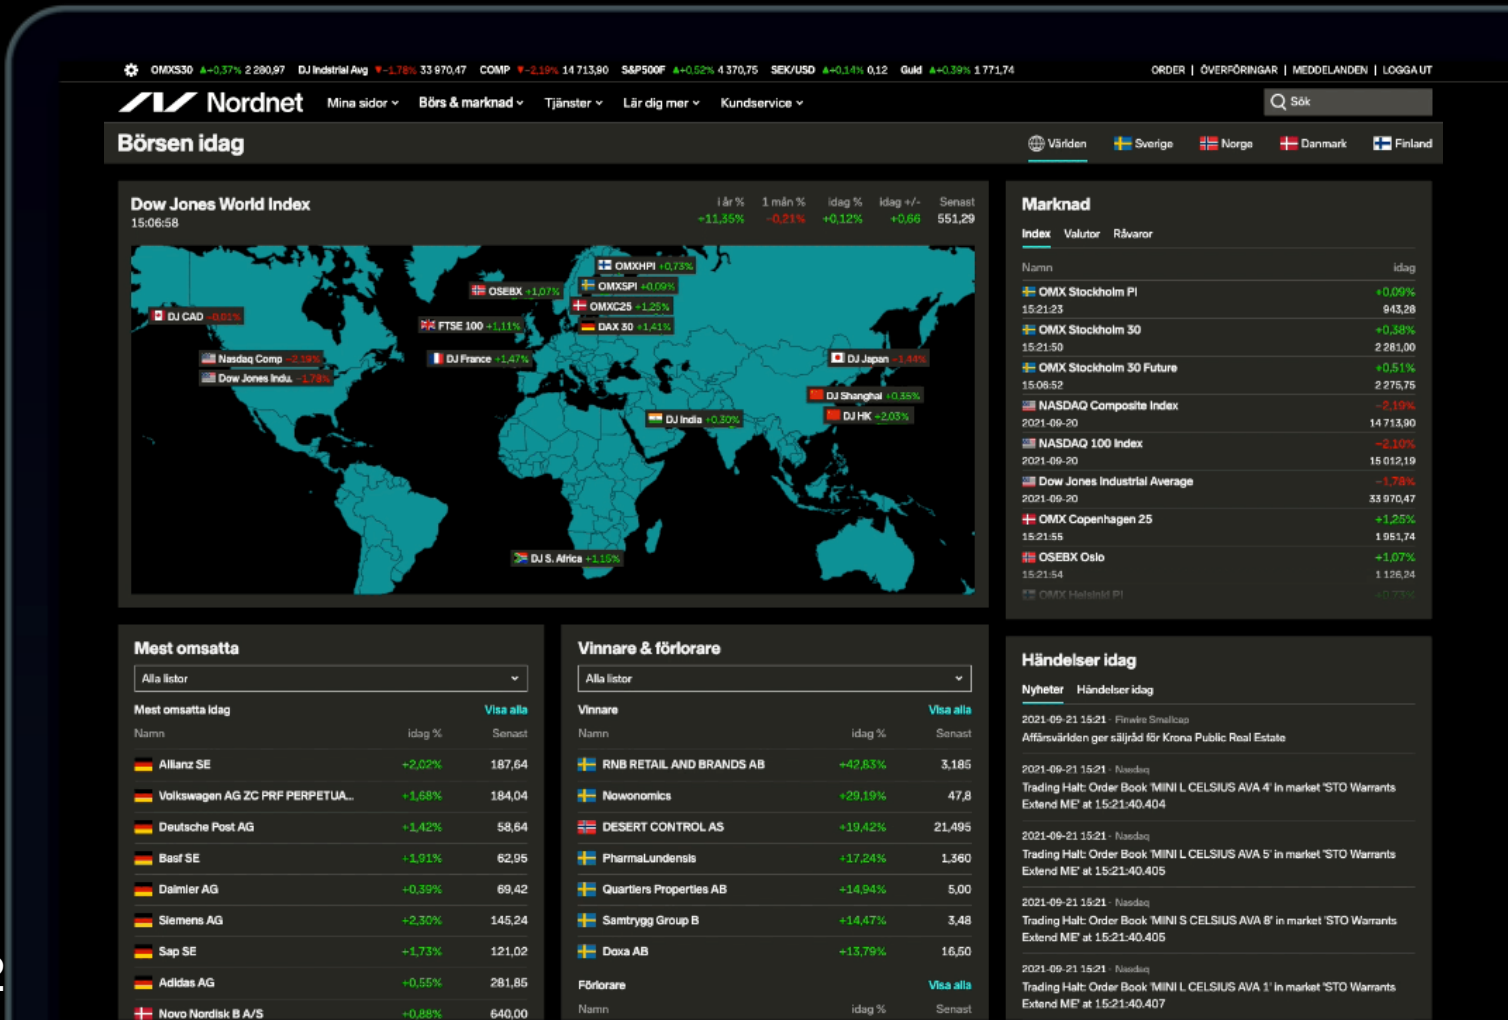 OMXS30 ▲+0,37% 2 280,97 DJ Indstrial Avg ▼-1,78% 33 970,47 COMP ▼-2,19% 14 713,90 S&P500F ▲+0,52% 4 370,75 SEK/USD ▲+0,14% 0,12 Guld ▲+0,39% 1 771,74
ORDER | ÖVERFÖRINGAR | MEDDELANDEN | LOGGA UT
Nordnet Mina sidor Börs & marknad Tjänster Lär dig mer Kundservice
Sök
Börsen idag
Världen Sverige Norge Danmark Finland
Dow Jones World Index
15:06:58
i år % 1 mån % idag % idag +/- Senast
+11,35% -0,21% +0,12% +0,66 551,29
OMXHPI +0,73%
OMXSPI +0,09%
OSEBX +1,07%
OMXC25 +1,25%
DJ CAD -0,01%
FTSE 100 +1,11%
DAX 30 +1,41%
Nasdaq Comp -2,19%
DJ France +1,47%
DJ Japan -1,44%
Dow Jones Indu. -1,78%
DJ Shanghai +0,35%
DJ India +0,30%
DJ HK +2,03%
DJ S. Africa +1,15%
Marknad
Index Valutor Råvaror
Namn idag
OMX Stockholm PI +0,09%
15:21:23 943,28
OMX Stockholm 30 +0,38%
15:21:50 2 281,00
OMX Stockholm 30 Future +0,51%
15:06:52 2 275,75
NASDAQ Composite Index -2,19%
2021-09-20 14 713,90
NASDAQ 100 Index -2,10%
2021-09-20 15 012,19
Dow Jones Industrial Average -1,78%
2021-09-20 33 970,47
OMX Copenhagen 25 +1,25%
15:21:55 1 951,74
OSEBX Oslo +1,07%
15:21:54 1 126,24
OMX Helsinki PI +0,73%
Mest omsatta
Alla listor
Mest omsatta idag Visa alla
Namn idag % Senast
Allianz SE +2,02% 187,64
Volkswagen AG ZC PRF PERPETUA... +1,68% 184,04
Deutsche Post AG +1,42% 58,64
Basf SE +1,91% 62,95
Daimler AG +0,39% 69,42
Siemens AG +2,30% 145,24
Sap SE +1,73% 121,02
Adidas AG +0,55% 281,85
Novo Nordisk B A/S +0,88% 640,00
Vinnare & förlorare
Alla listor
Vinnare Visa alla
Namn idag % Senast
RNB RETAIL AND BRANDS AB +42,83% 3,185
Nowonomics +29,19% 47,8
DESERT CONTROL AS +19,42% 21,495
PharmaLundensis +17,24% 1,360
Quartiers Properties AB +14,94% 5,00
Samtrygg Group B +14,47% 3,48
Doxa AB +13,79% 16,50
Förlorare Visa alla
Namn idag % Senast
Händelser idag
Nyheter Händelser idag
2021-09-21 15:21 · Finwire Smallcap
Affärsvärlden ger säljråd för Krona Public Real Estate
2021-09-21 15:21 · Nasdaq
Trading Halt: Order Book 'MINI L CELSIUS AVA 4' in market 'STO Warrants
Extend ME' at 15:21:40.404
2021-09-21 15:21 · Nasdaq
Trading Halt: Order Book 'MINI L CELSIUS AVA 5' in market 'STO Warrants
Extend ME' at 15:21:40.405
2021-09-21 15:21 · Nasdaq
Trading Halt: Order Book 'MINI S CELSIUS AVA 8' in market 'STO Warrants
Extend ME' at 15:21:40.405
2021-09-21 15:21 · Nasdaq
Trading Halt: Order Book 'MINI L CELSIUS AVA 1' in market 'STO Warrants
Extend ME' at 15:21:40.407